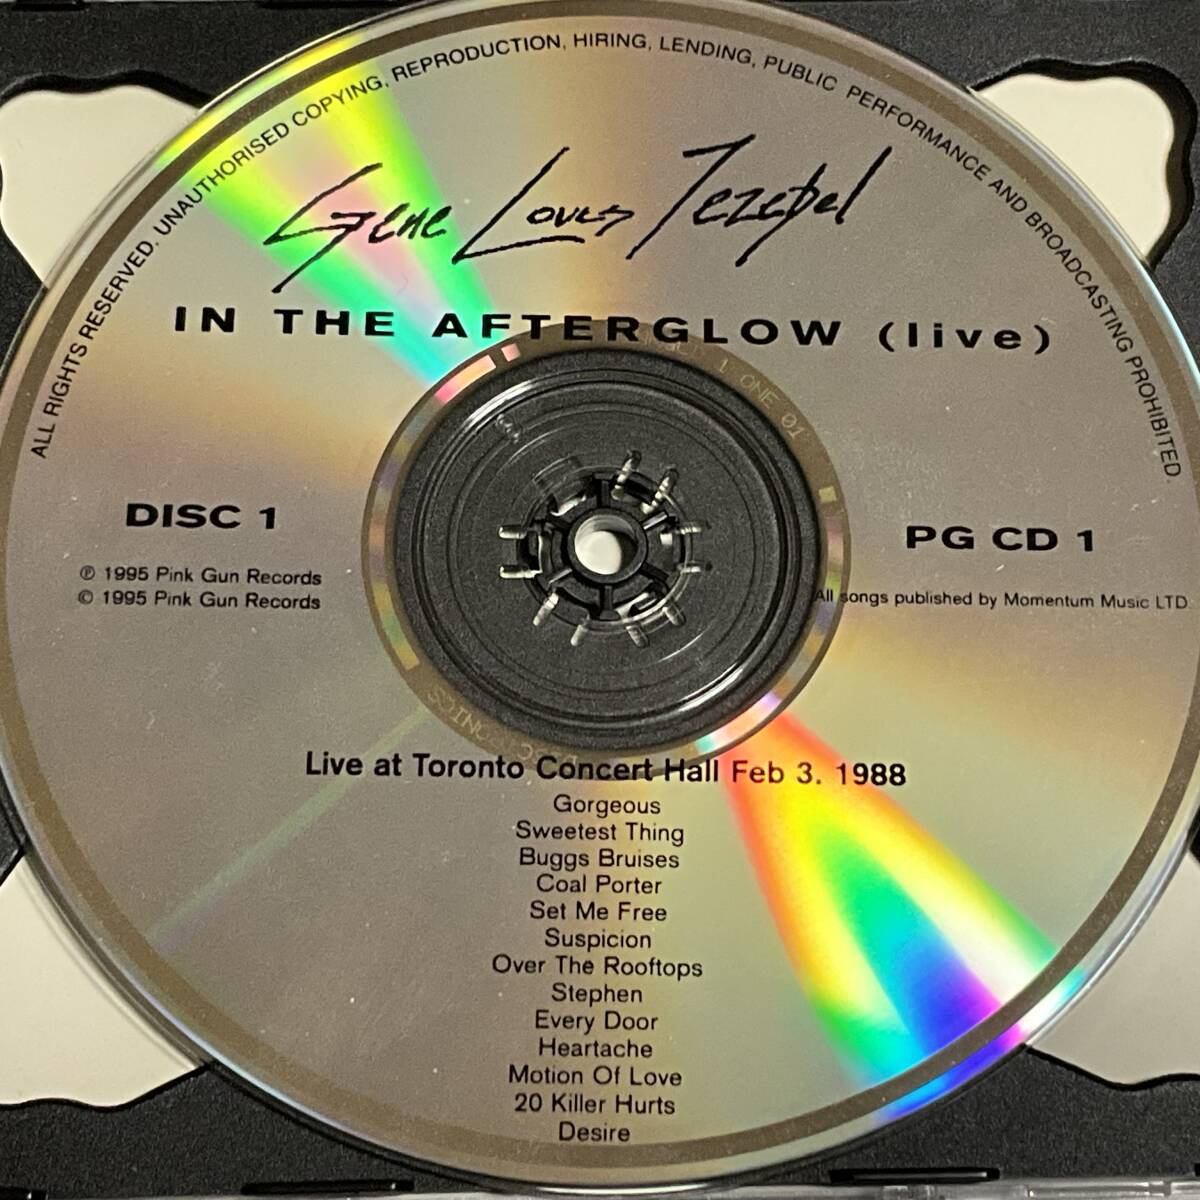 ALL RIGHTS RESERVED. UNAUTHORISED COPYING, REPRODUCTION, HIRING, LENDING, PUBLIC PERFORMANCE AND BROADCASTING PROHIBITED.
Gene Loves Jezebel
IN THE AFTERGLOW (live)
1 ONE 01
DISC 1
PG CD 1
℗ 1995 Pink Gun Records
© 1995 Pink Gun Records
All songs published by Momentum Music LTD
Live at Toronto Concert Hall Feb 3. 1988
Gorgeous
Sweetest Thing
Buggs Bruises
Coal Porter
Set Me Free
Suspicion
Over The Rooftops
Stephen
Every Door
Heartache
Motion Of Love
20 Killer Hurts
Desire